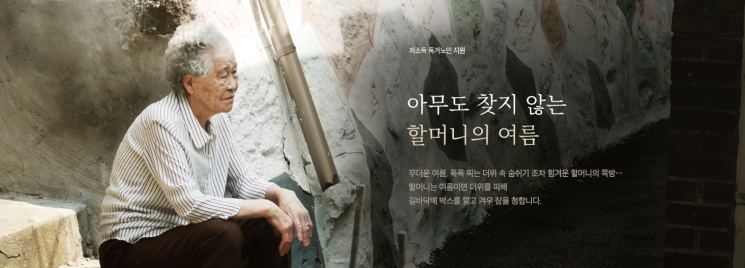 저소득 독거노인 지원
아무도 찾지 않는
할머니의 여름
무더운 여름, 푹푹 찌는 더위 속 숨쉬기 조차 힘겨운 할머니의 쪽방…
할머니는 여름이면 더위를 피해
길바닥에 박스를 깔고 겨우 잠을 청합니다.